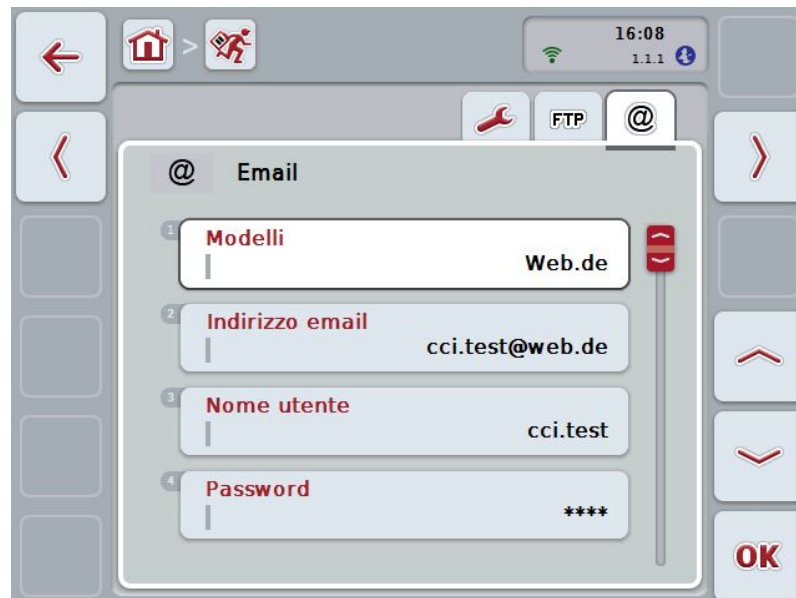 16:08
1.1.1
FTP
@
@ Email
1
Modelli
Web.de
2
Indirizzo email
cci.test@web.de
3
Nome utente
cci.test
4
Password
****
OK